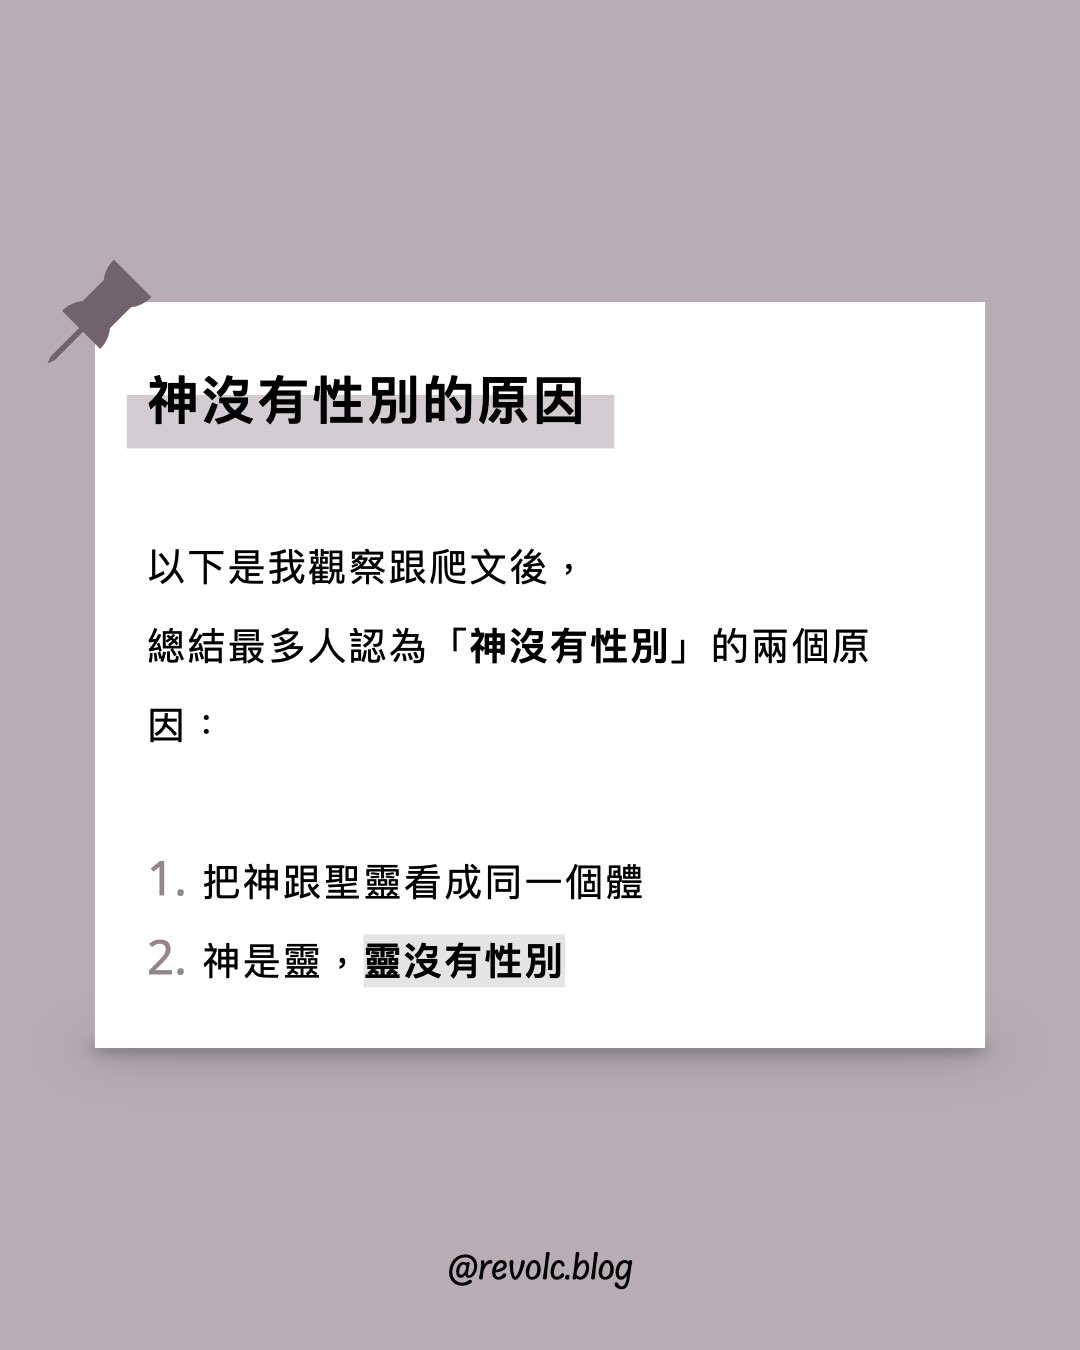 神沒有性別的原因
以下是我觀察跟爬文後，
總結最多人認為「神沒有性別」的兩個原
因：
1. 把神跟聖靈看成同一個體
2. 神是靈，靈沒有性別
@revolc.blog